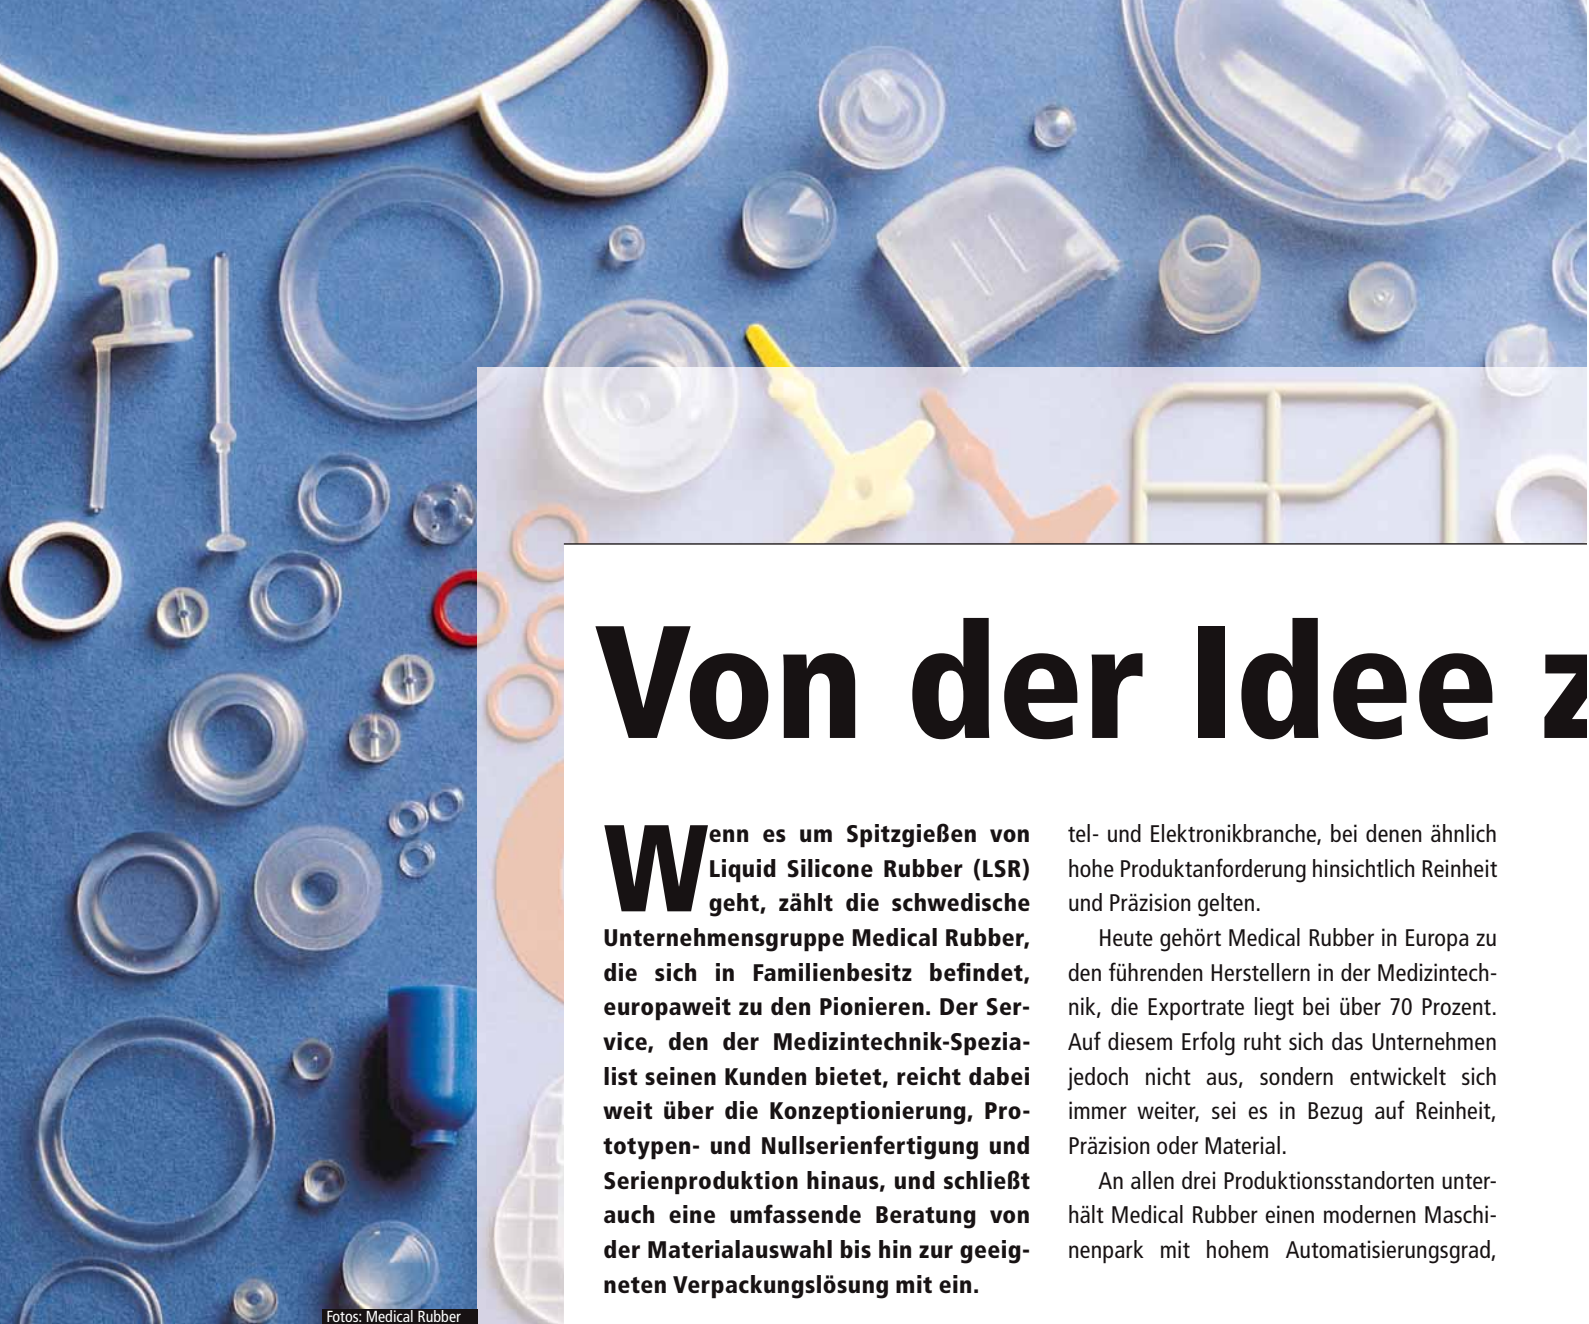 Von der Idee z
Wenn es um Spitzgießen von
Liquid Silicone Rubber (LSR)
geht, zählt die schwedische
Unternehmensgruppe Medical Rubber,
die sich in Familienbesitz befindet,
europaweit zu den Pionieren. Der Ser-
vice, den der Medizintechnik-Spezia-
list seinen Kunden bietet, reicht dabei
weit über die Konzeptionierung, Pro-
totypen- und Nullserienfertigung und
Serienproduktion hinaus, und schließt
auch eine umfassende Beratung von
der Materialauswahl bis hin zur geeig-
neten Verpackungslösung mit ein.
tel- und Elektronikbranche, bei denen ähnlich
hohe Produktanforderung hinsichtlich Reinheit
und Präzision gelten.
Heute gehört Medical Rubber in Europa zu
den führenden Herstellern in der Medizintech-
nik, die Exportrate liegt bei über 70 Prozent.
Auf diesem Erfolg ruht sich das Unternehmen
jedoch nicht aus, sondern entwickelt sich
immer weiter, sei es in Bezug auf Reinheit,
Präzision oder Material.
An allen drei Produktionsstandorten unter-
hält Medical Rubber einen modernen Maschi-
nenpark mit hohem Automatisierungsgrad,
Fotos: Medical Rubber